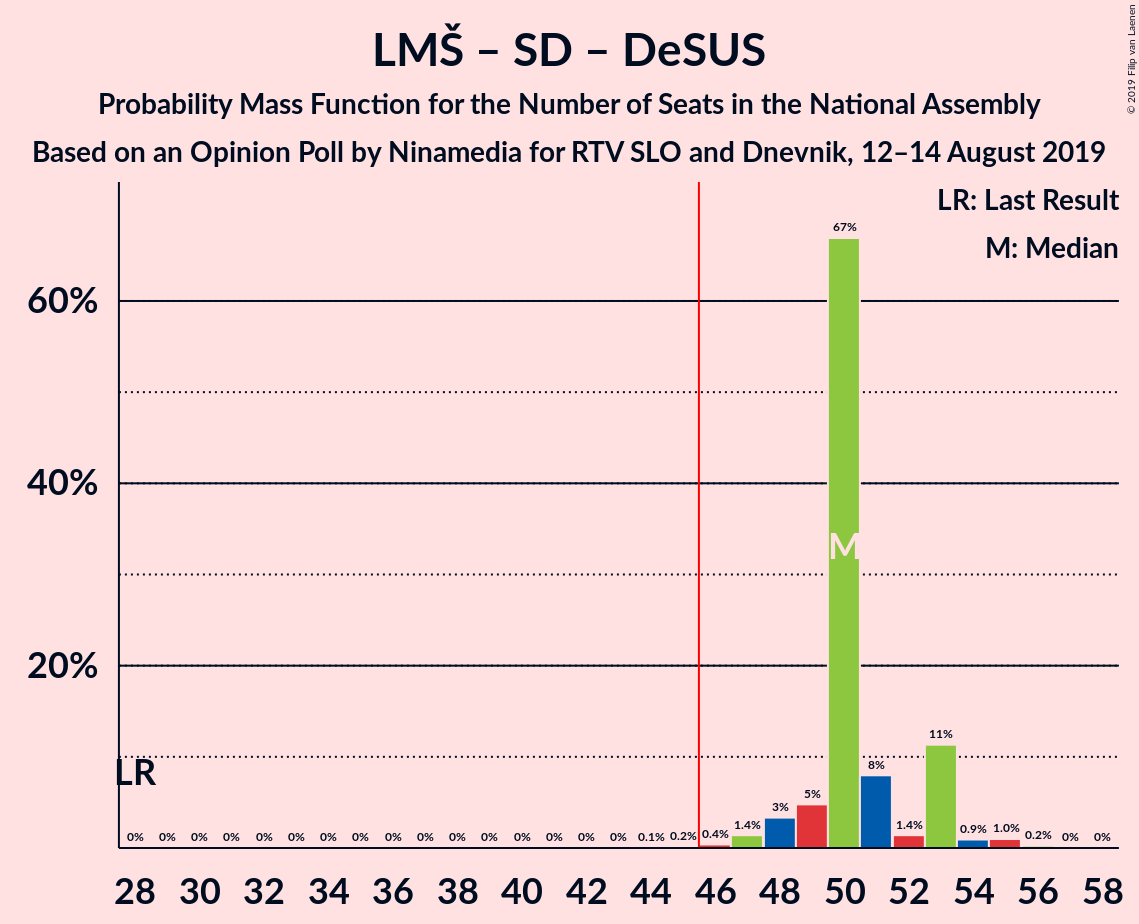 LMŠ – SD – DeSUS
Probability Mass Function for the Number of Seats in the National Assembly
Based on an Opinion Poll by Ninamedia for RTV SLO and Dnevnik, 12–14 August 2019
© 2019 Filip van Laenen
LR: Last Result
M: Median
60%
40%
20%
LR
M
0% 0% 0% 0% 0% 0% 0% 0% 0% 0% 0% 0% 0% 0% 0% 0% 0.1% 0.2% 0.4% 1.4% 3% 5% 67% 8% 1.4% 11% 0.9% 1.0% 0.2% 0% 0%
28 30 32 34 36 38 40 42 44 46 48 50 52 54 56 58